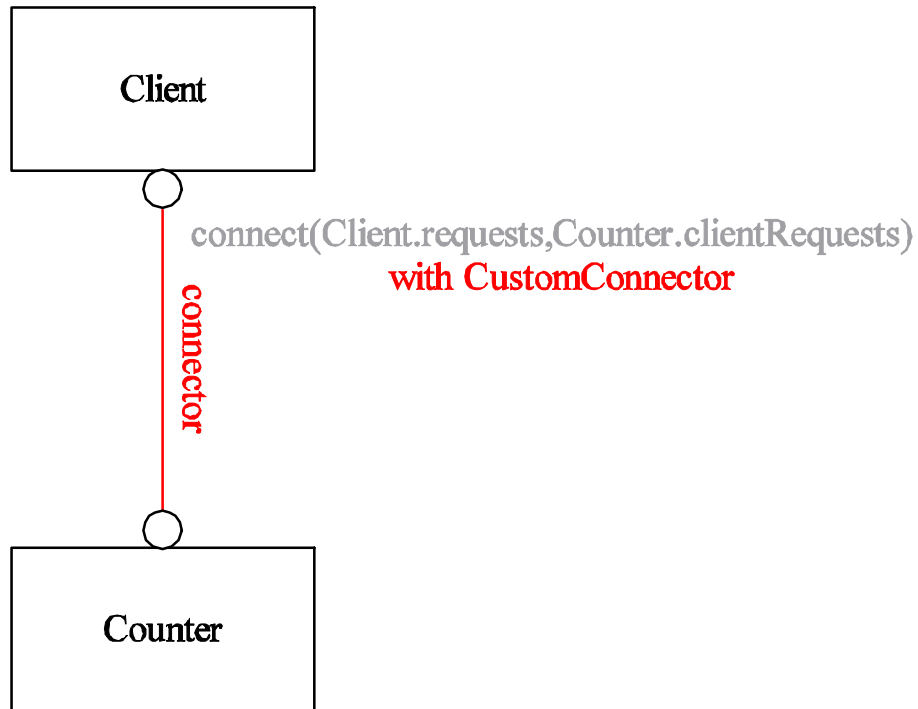 Client
connect(Client.requests,Counter.clientRequests)
with CustomConnector
connector
Counter